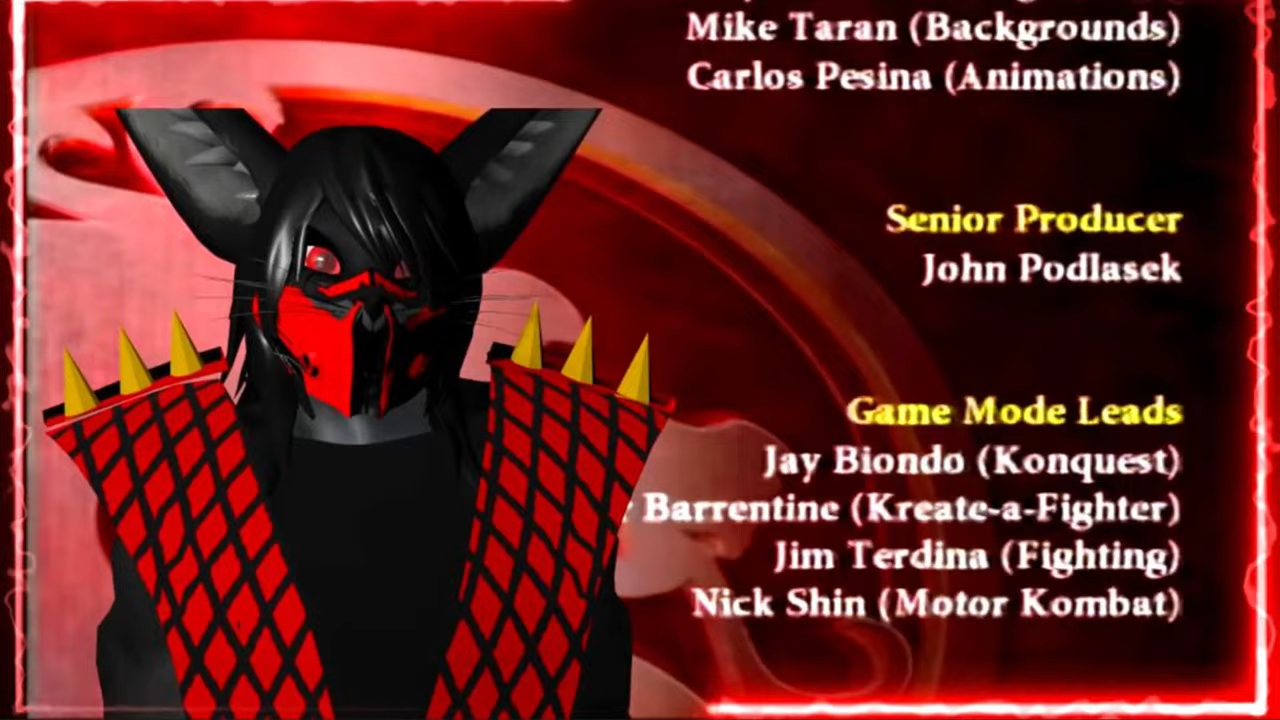 Mike Taran (Backgrounds)
Carlos Pesina (Animations)
Senior Producer
John Podlasek
Game Mode Leads
Jay Biondo (Konquest)
Barrentine (Kreate-a-Fighter)
Jim Terdina (Fighting)
Nick Shin (Motor Kombat)